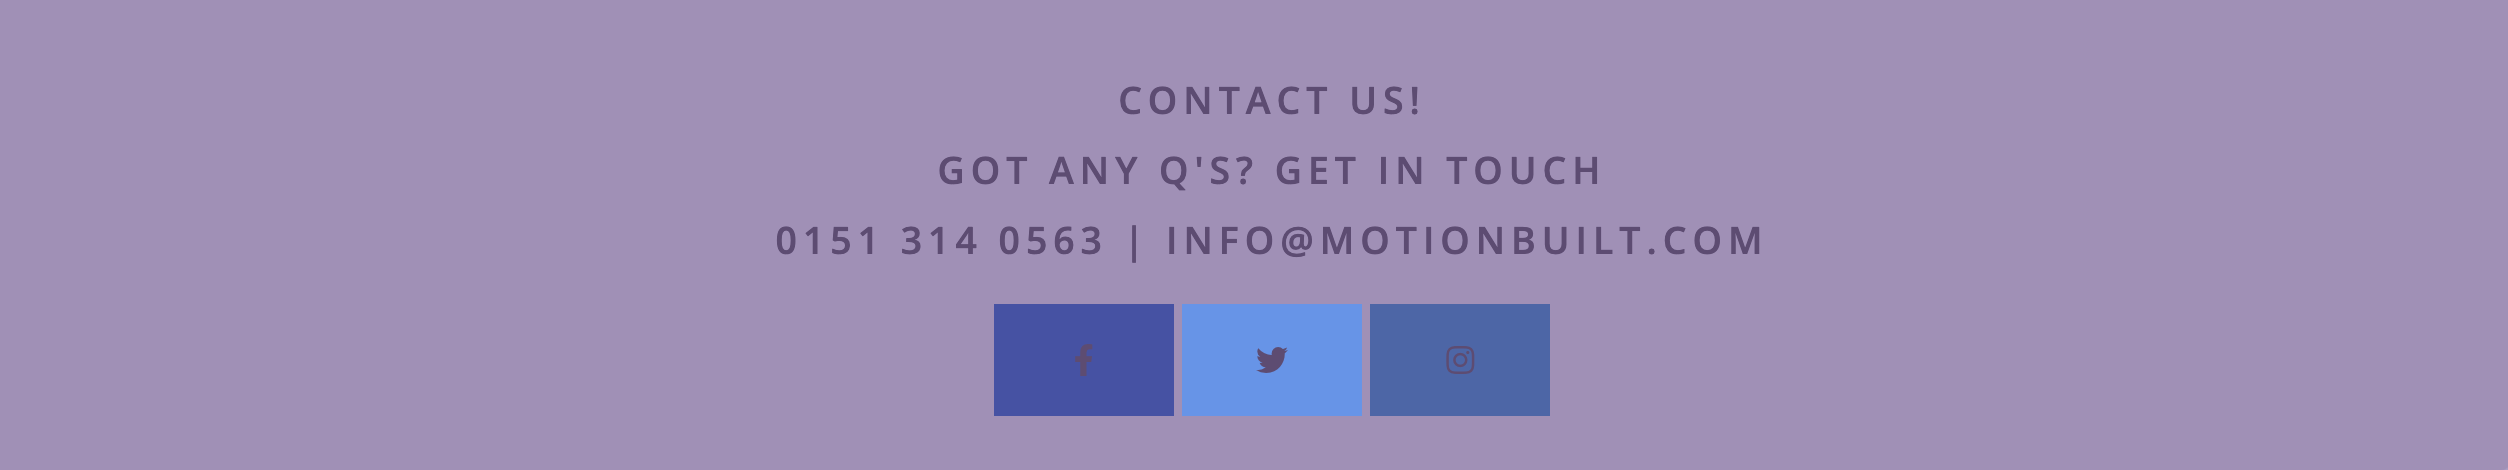 CONTACT US!
GOT ANY Q'S? GET IN TOUCH
0151 314 0563 | INFO@MOTIONBUILT.COM